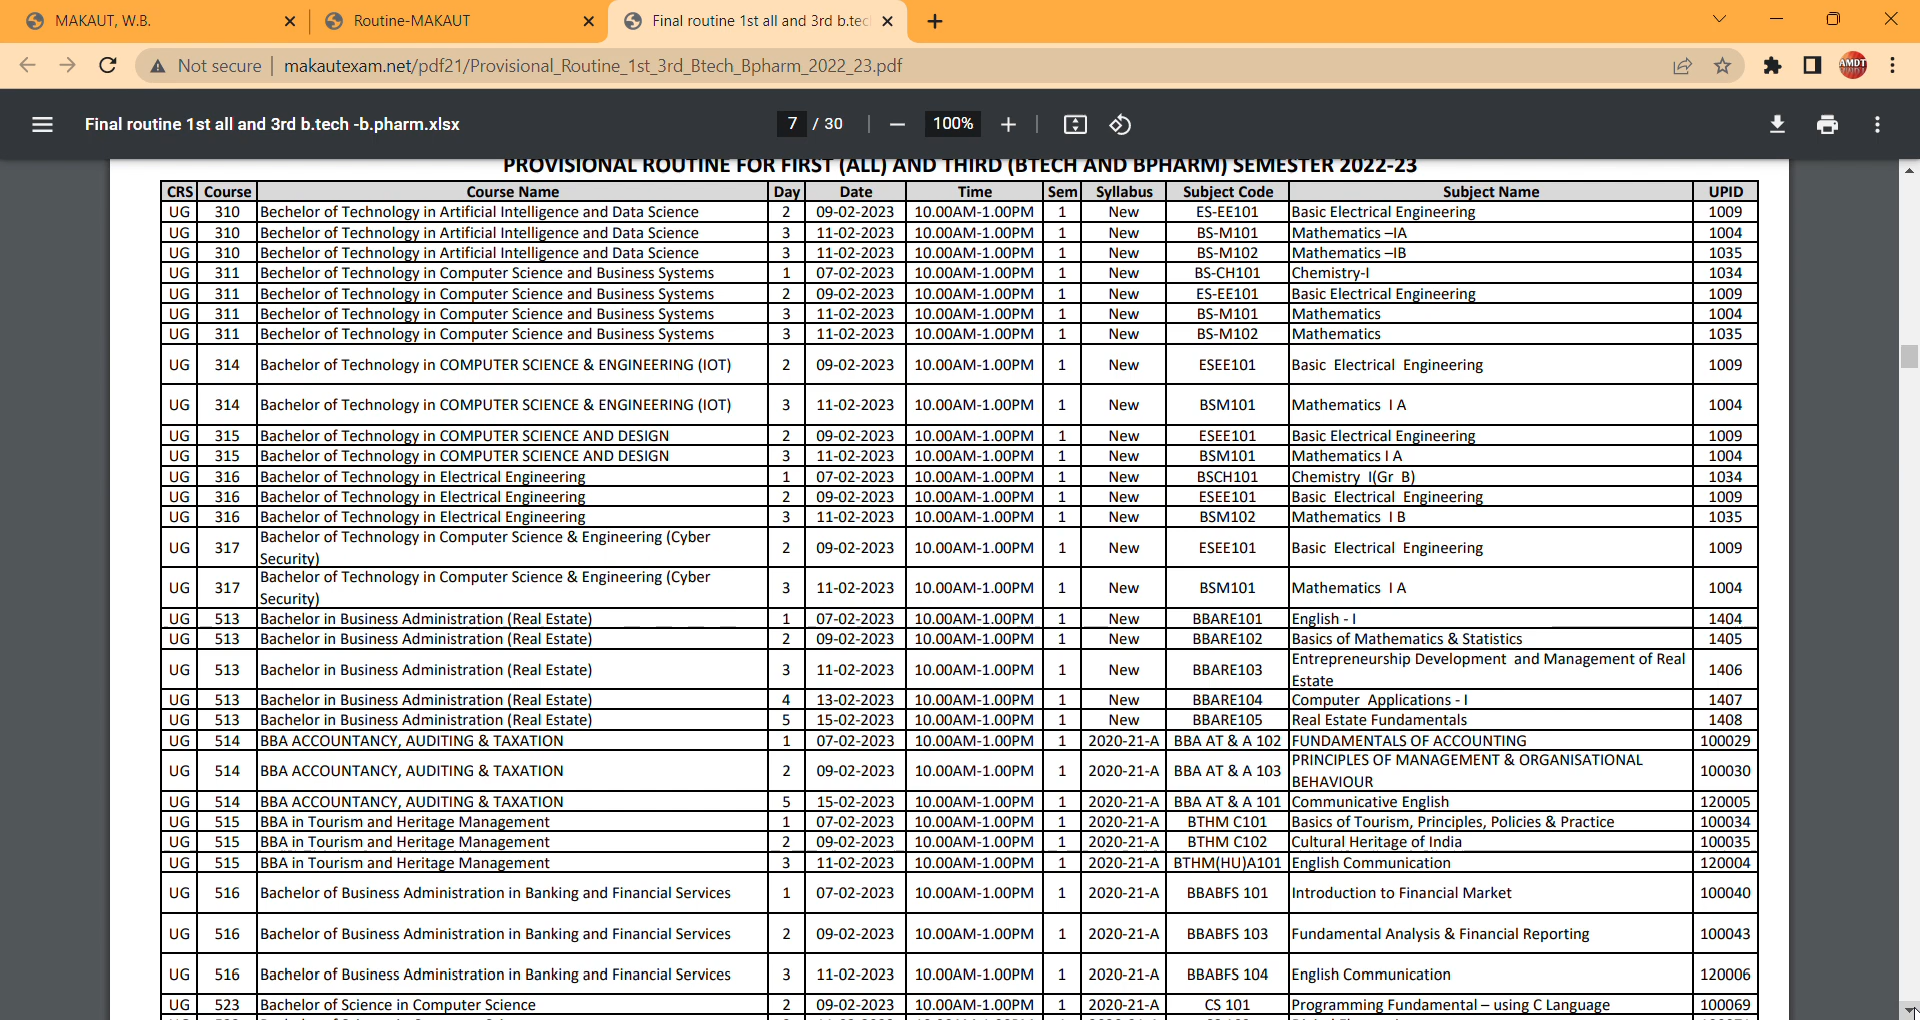 MAKAUT, W.B.
Routine-MAKAUT
Final routine 1st all and 3rd b.tec
Not secure
makautexam.net/pdf21/Provisional_Routine_1st_3rd_Btech_Bpharm_2022_23.pdf
AMDT
Final routine 1st all and 3rd b.tech -b.pharm.xlsx
7 / 30
100%
PROVISIONAL ROUTINE FOR FIRST (ALL) AND THIRD (BTECH AND BPHARM) SEMESTER 2022-23
CRS Course Course Name Day Date Time Sem Syllabus Subject Code Subject Name UPID
UG 310 Bechelor of Technology in Artificial Intelligence and Data Science 2 09-02-2023 10.00AM-1.00PM 1 New ES-EE101 Basic Electrical Engineering 1009
UG 310 Bechelor of Technology in Artificial Intelligence and Data Science 3 11-02-2023 10.00AM-1.00PM 1 New BS-M101 Mathematics –IA 1004
UG 310 Bechelor of Technology in Artificial Intelligence and Data Science 3 11-02-2023 10.00AM-1.00PM 1 New BS-M102 Mathematics –IB 1035
UG 311 Bechelor of Technology in Computer Science and Business Systems 1 07-02-2023 10.00AM-1.00PM 1 New BS-CH101 Chemistry-I 1034
UG 311 Bechelor of Technology in Computer Science and Business Systems 2 09-02-2023 10.00AM-1.00PM 1 New ES-EE101 Basic Electrical Engineering 1009
UG 311 Bechelor of Technology in Computer Science and Business Systems 3 11-02-2023 10.00AM-1.00PM 1 New BS-M101 Mathematics 1004
UG 311 Bechelor of Technology in Computer Science and Business Systems 3 11-02-2023 10.00AM-1.00PM 1 New BS-M102 Mathematics 1035
UG 314 Bachelor of Technology in COMPUTER SCIENCE & ENGINEERING (IOT) 2 09-02-2023 10.00AM-1.00PM 1 New ESEE101 Basic Electrical Engineering 1009
UG 314 Bachelor of Technology in COMPUTER SCIENCE & ENGINEERING (IOT) 3 11-02-2023 10.00AM-1.00PM 1 New BSM101 Mathematics I A 1004
UG 315 Bachelor of Technology in COMPUTER SCIENCE AND DESIGN 2 09-02-2023 10.00AM-1.00PM 1 New ESEE101 Basic Electrical Engineering 1009
UG 315 Bachelor of Technology in COMPUTER SCIENCE AND DESIGN 3 11-02-2023 10.00AM-1.00PM 1 New BSM101 Mathematics I A 1004
UG 316 Bachelor of Technology in Electrical Engineering 1 07-02-2023 10.00AM-1.00PM 1 New BSCH101 Chemistry I(Gr B) 1034
UG 316 Bachelor of Technology in Electrical Engineering 2 09-02-2023 10.00AM-1.00PM 1 New ESEE101 Basic Electrical Engineering 1009
UG 316 Bachelor of Technology in Electrical Engineering 3 11-02-2023 10.00AM-1.00PM 1 New BSM102 Mathematics I B 1035
UG 317 Bachelor of Technology in Computer Science & Engineering (Cyber
Security) 2 09-02-2023 10.00AM-1.00PM 1 New ESEE101 Basic Electrical Engineering 1009
UG 317 Bachelor of Technology in Computer Science & Engineering (Cyber
Security) 3 11-02-2023 10.00AM-1.00PM 1 New BSM101 Mathematics I A 1004
UG 513 Bachelor in Business Administration (Real Estate) 1 07-02-2023 10.00AM-1.00PM 1 New BBARE101 English - I 1404
UG 513 Bachelor in Business Administration (Real Estate) 2 09-02-2023 10.00AM-1.00PM 1 New BBARE102 Basics of Mathematics & Statistics 1405
UG 513 Bachelor in Business Administration (Real Estate) 3 11-02-2023 10.00AM-1.00PM 1 New BBARE103 Entrepreneurship Development and Management of Real
Estate 1406
UG 513 Bachelor in Business Administration (Real Estate) 4 13-02-2023 10.00AM-1.00PM 1 New BBARE104 Computer Applications - I 1407
UG 513 Bachelor in Business Administration (Real Estate) 5 15-02-2023 10.00AM-1.00PM 1 New BBARE105 Real Estate Fundamentals 1408
UG 514 BBA ACCOUNTANCY, AUDITING & TAXATION 1 07-02-2023 10.00AM-1.00PM 1 2020-21-A BBA AT & A 102 FUNDAMENTALS OF ACCOUNTING 100029
UG 514 BBA ACCOUNTANCY, AUDITING & TAXATION 2 09-02-2023 10.00AM-1.00PM 1 2020-21-A BBA AT & A 103 PRINCIPLES OF MANAGEMENT & ORGANISATIONAL
BEHAVIOUR 100030
UG 514 BBA ACCOUNTANCY, AUDITING & TAXATION 5 15-02-2023 10.00AM-1.00PM 1 2020-21-A BBA AT & A 101 Communicative English 120005
UG 515 BBA in Tourism and Heritage Management 1 07-02-2023 10.00AM-1.00PM 1 2020-21-A BTHM C101 Basics of Tourism, Principles, Policies & Practice 100034
UG 515 BBA in Tourism and Heritage Management 2 09-02-2023 10.00AM-1.00PM 1 2020-21-A BTHM C102 Cultural Heritage of India 100035
UG 515 BBA in Tourism and Heritage Management 3 11-02-2023 10.00AM-1.00PM 1 2020-21-A BTHM(HU)A101 English Communication 120004
UG 516 Bachelor of Business Administration in Banking and Financial Services 1 07-02-2023 10.00AM-1.00PM 1 2020-21-A BBABFS 101 Introduction to Financial Market 100040
UG 516 Bachelor of Business Administration in Banking and Financial Services 2 09-02-2023 10.00AM-1.00PM 1 2020-21-A BBABFS 103 Fundamental Analysis & Financial Reporting 100043
UG 516 Bachelor of Business Administration in Banking and Financial Services 3 11-02-2023 10.00AM-1.00PM 1 2020-21-A BBABFS 104 English Communication 120006
UG 523 Bachelor of Science in Computer Science 2 09-02-2023 10.00AM-1.00PM 1 2020-21-A CS 101 Programming Fundamental – using C Language 100069